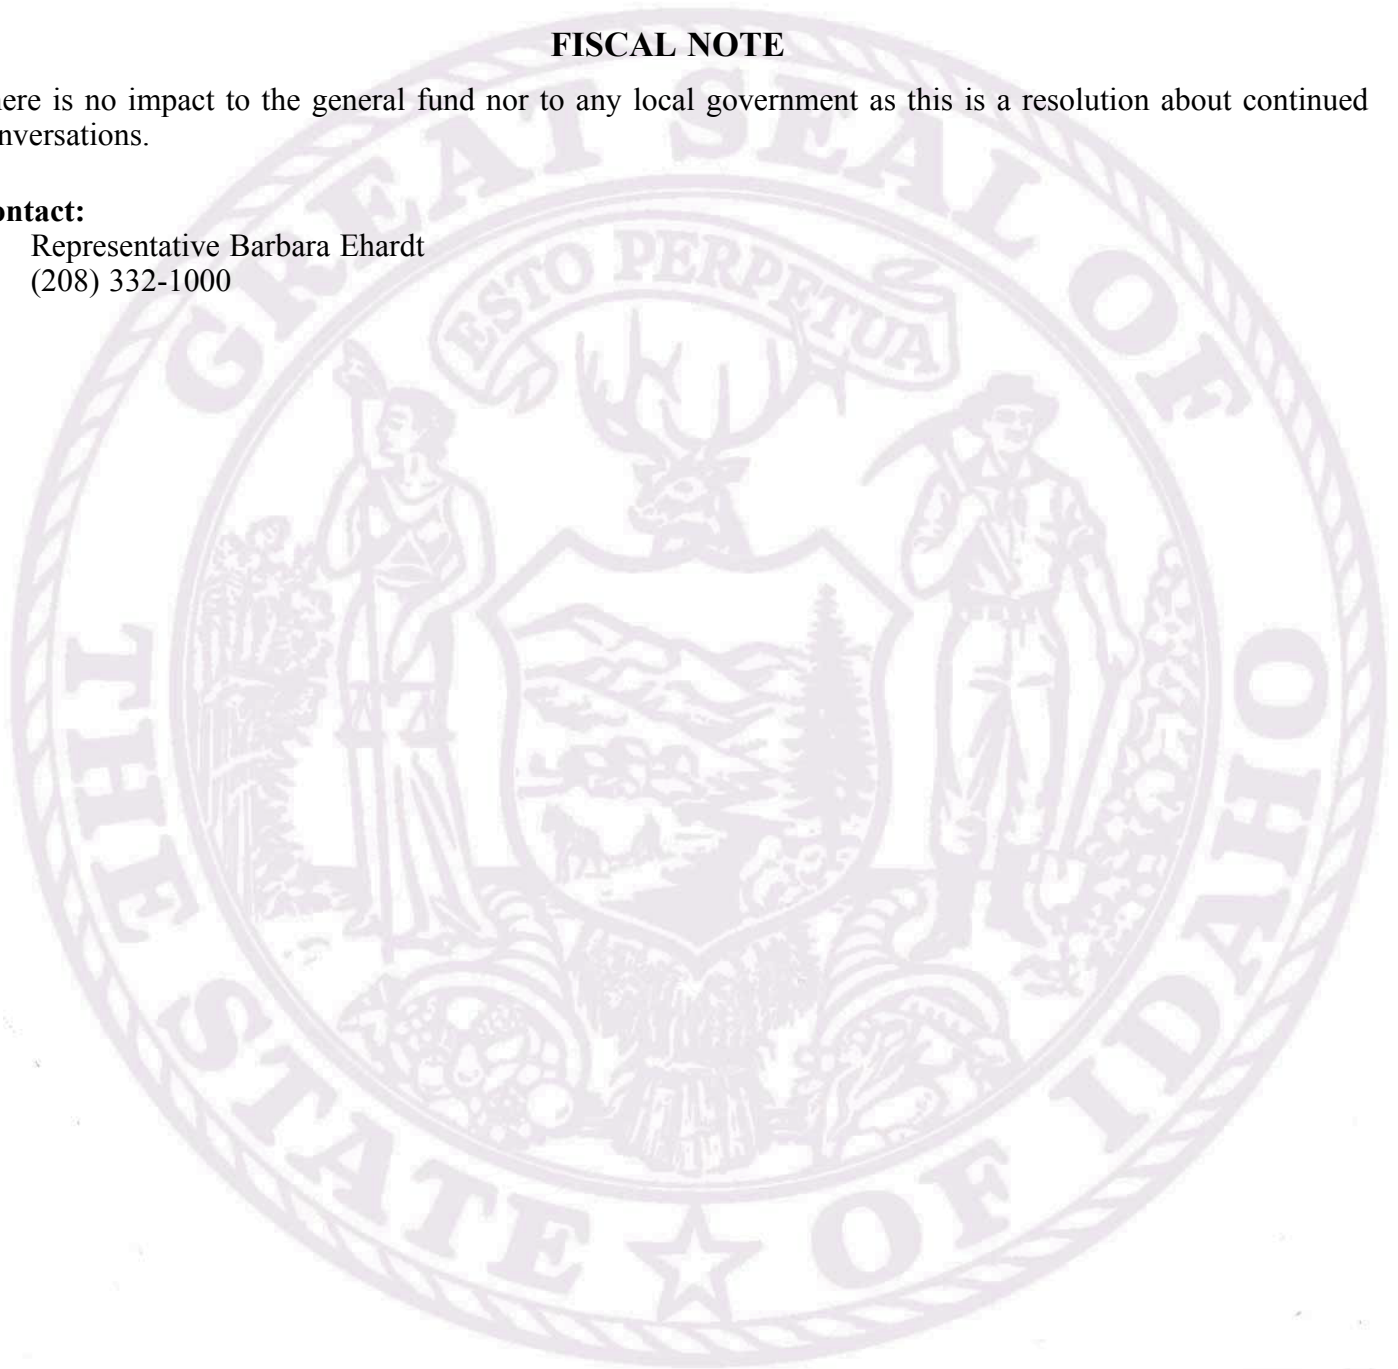 FISCAL NOTE
here is no impact to the general fund nor to any local government as this is a resolution about continued
nversations.
ontact:
Representative Barbara Ehardt
(208) 332-1000
GREAT SEAL OF
ESTO PERPETUA
THE STATE OF IDAHO